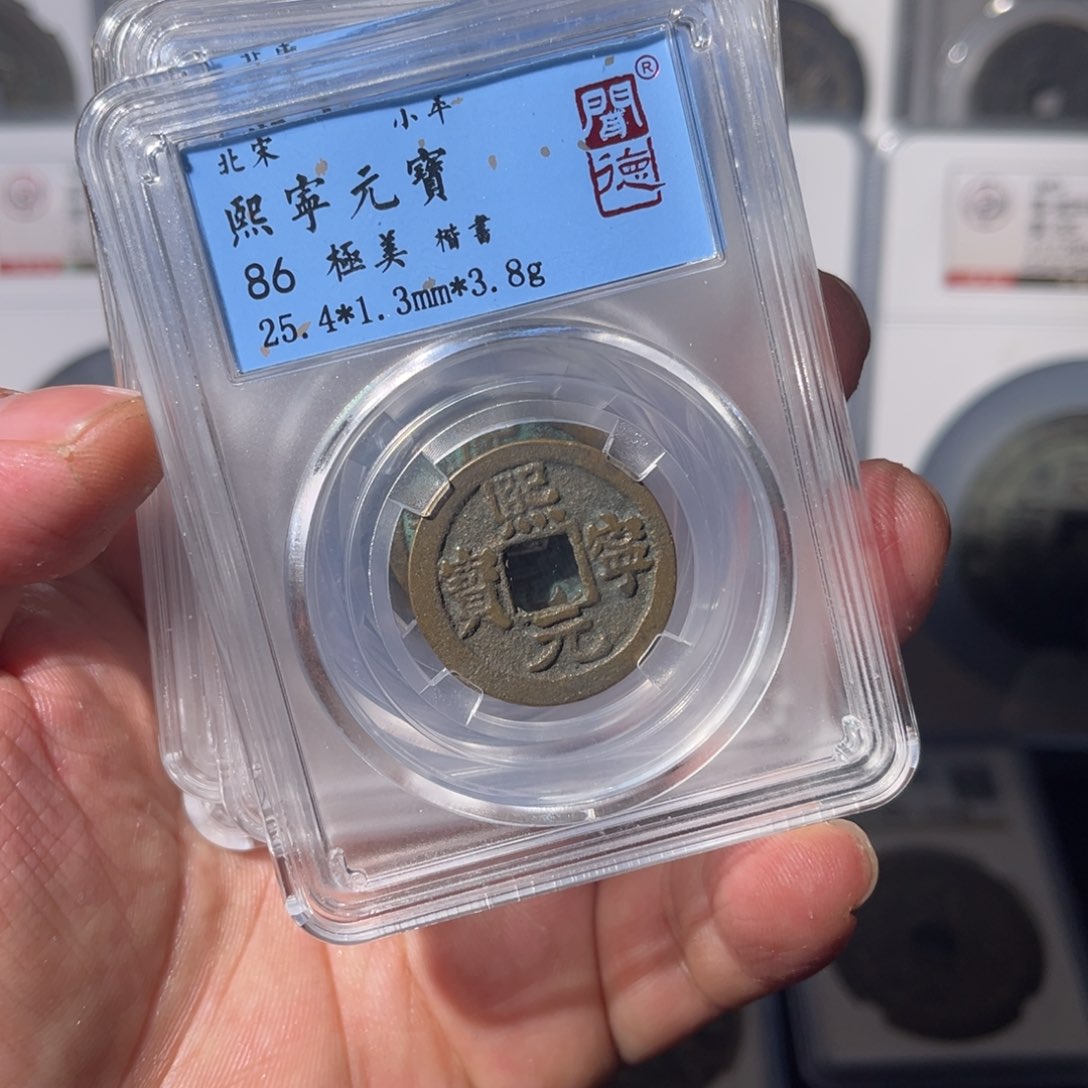 北宋 小平
熙寧元寶
86 極美 楷書
25.4*1.3mm*3.8g
聞德
®
熙寧元寶